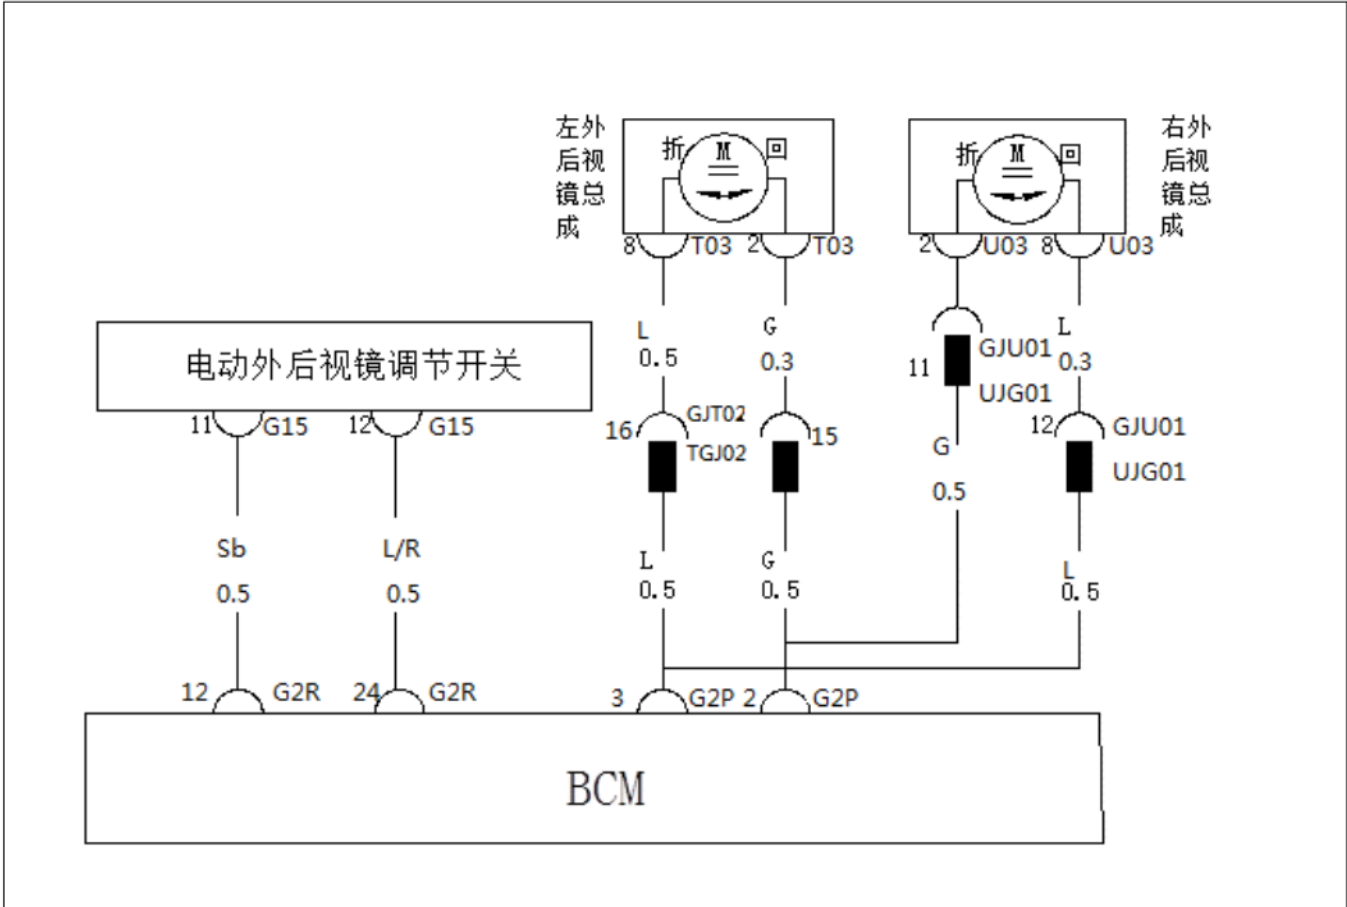 左外
后视
镜总
成
折 M 回
折 M 回
右外
后视
镜总
成
8 T03 2 T03
2 U03 8 U03
L
0.5
G
0.3
GJU01
11
UJG01
L
0.3
电动外后视镜调节开关
11 G15 12 G15
16 GJT02
TGJ02
15
G
0.5
12 GJU01
UJG01
Sb
0.5
L/R
0.5
L
0.5
G
0.5
L
0.5
12 G2R 24 G2R
3 G2P 2 G2P
BCM